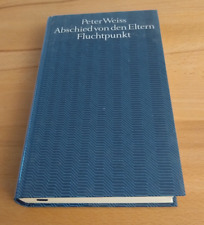 Peter Weiss
Abschied von den Eltern
Fluchtpunkt